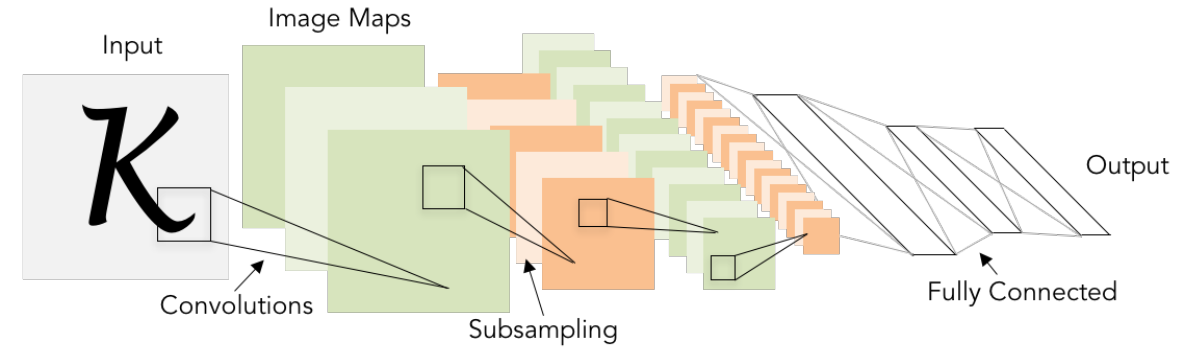 Input
Image Maps
K
Convolutions
Subsampling
Fully Connected
Output